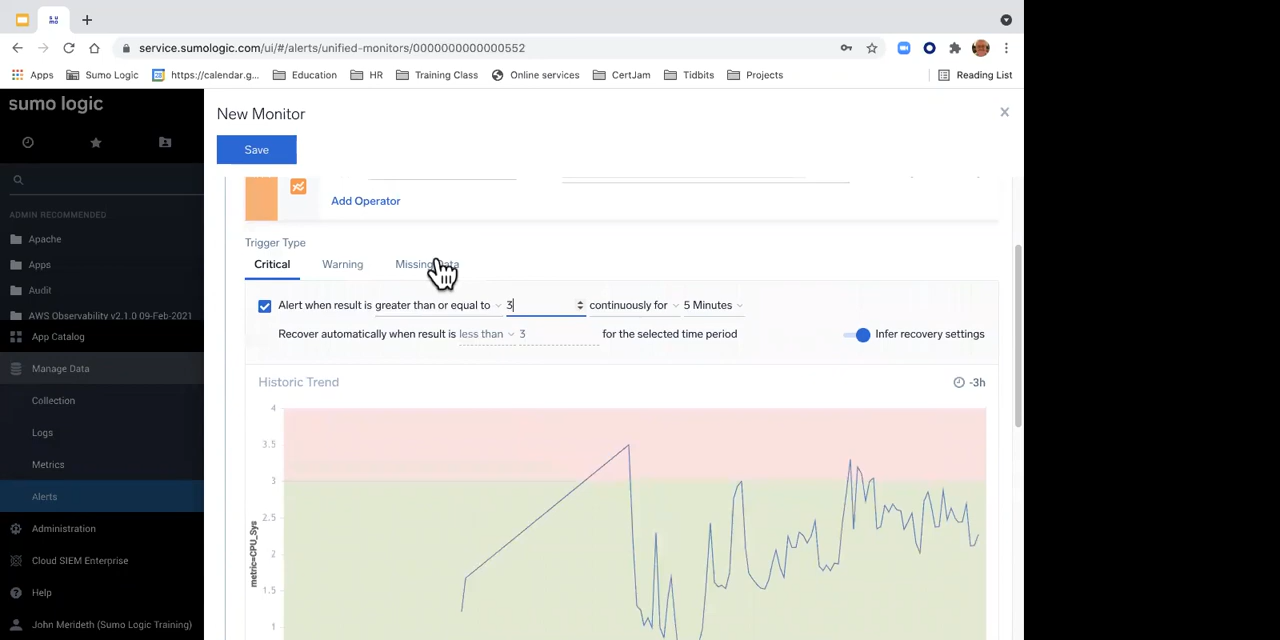 sumo
service.sumologic.com/ui/#/alerts/unified-monitors/0000000000000552
Apps
Sumo Logic
https://calendar.g...
Education
HR
Training Class
Online services
CertJam
Tidbits
Projects
Reading List
sumo logic
New Monitor
Save
Add Operator
ADMIN RECOMMENDED
Apache
Apps
Audit
AWS Observability v2.1.0 09-Feb-2021
App Catalog
Manage Data
Collection
Logs
Metrics
Alerts
Administration
Cloud SIEM Enterprise
Help
John Merideth (Sumo Logic Training)
Trigger Type
Critical
Warning
Missing Data
Alert when result is greater than or equal to 3 continuously for 5 Minutes
Recover automatically when result is less than 3 for the selected time period
Infer recovery settings
Historic Trend
-3h
4
3.5
3
2.5
2
1.5
1
metric=CPU_Sys